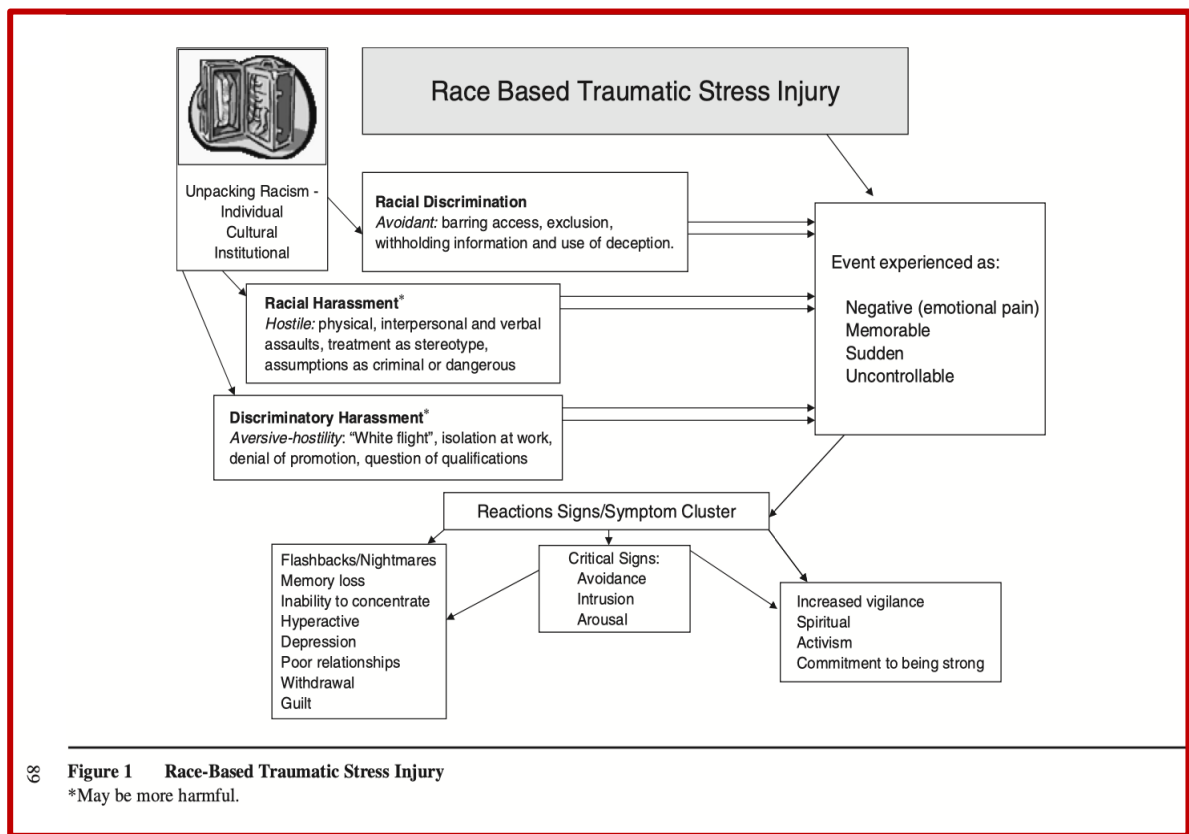 Race Based Traumatic Stress Injury
Unpacking Racism -
Individual
Cultural
Institutional
Racial Discrimination
Avoidant: barring access, exclusion,
withholding information and use of deception.
Racial Harassment*
Hostile: physical, interpersonal and verbal
assaults, treatment as stereotype,
assumptions as criminal or dangerous
Discriminatory Harassment*
Aversive-hostility: “White flight”, isolation at work,
denial of promotion, question of qualifications
Event experienced as:
Negative (emotional pain)
Memorable
Sudden
Uncontrollable
Reactions Signs/Symptom Cluster
Flashbacks/Nightmares
Memory loss
Inability to concentrate
Hyperactive
Depression
Poor relationships
Withdrawal
Guilt
Critical Signs:
Avoidance
Intrusion
Arousal
Increased vigilance
Spiritual
Activism
Commitment to being strong
89
Figure 1 Race-Based Traumatic Stress Injury
*May be more harmful.